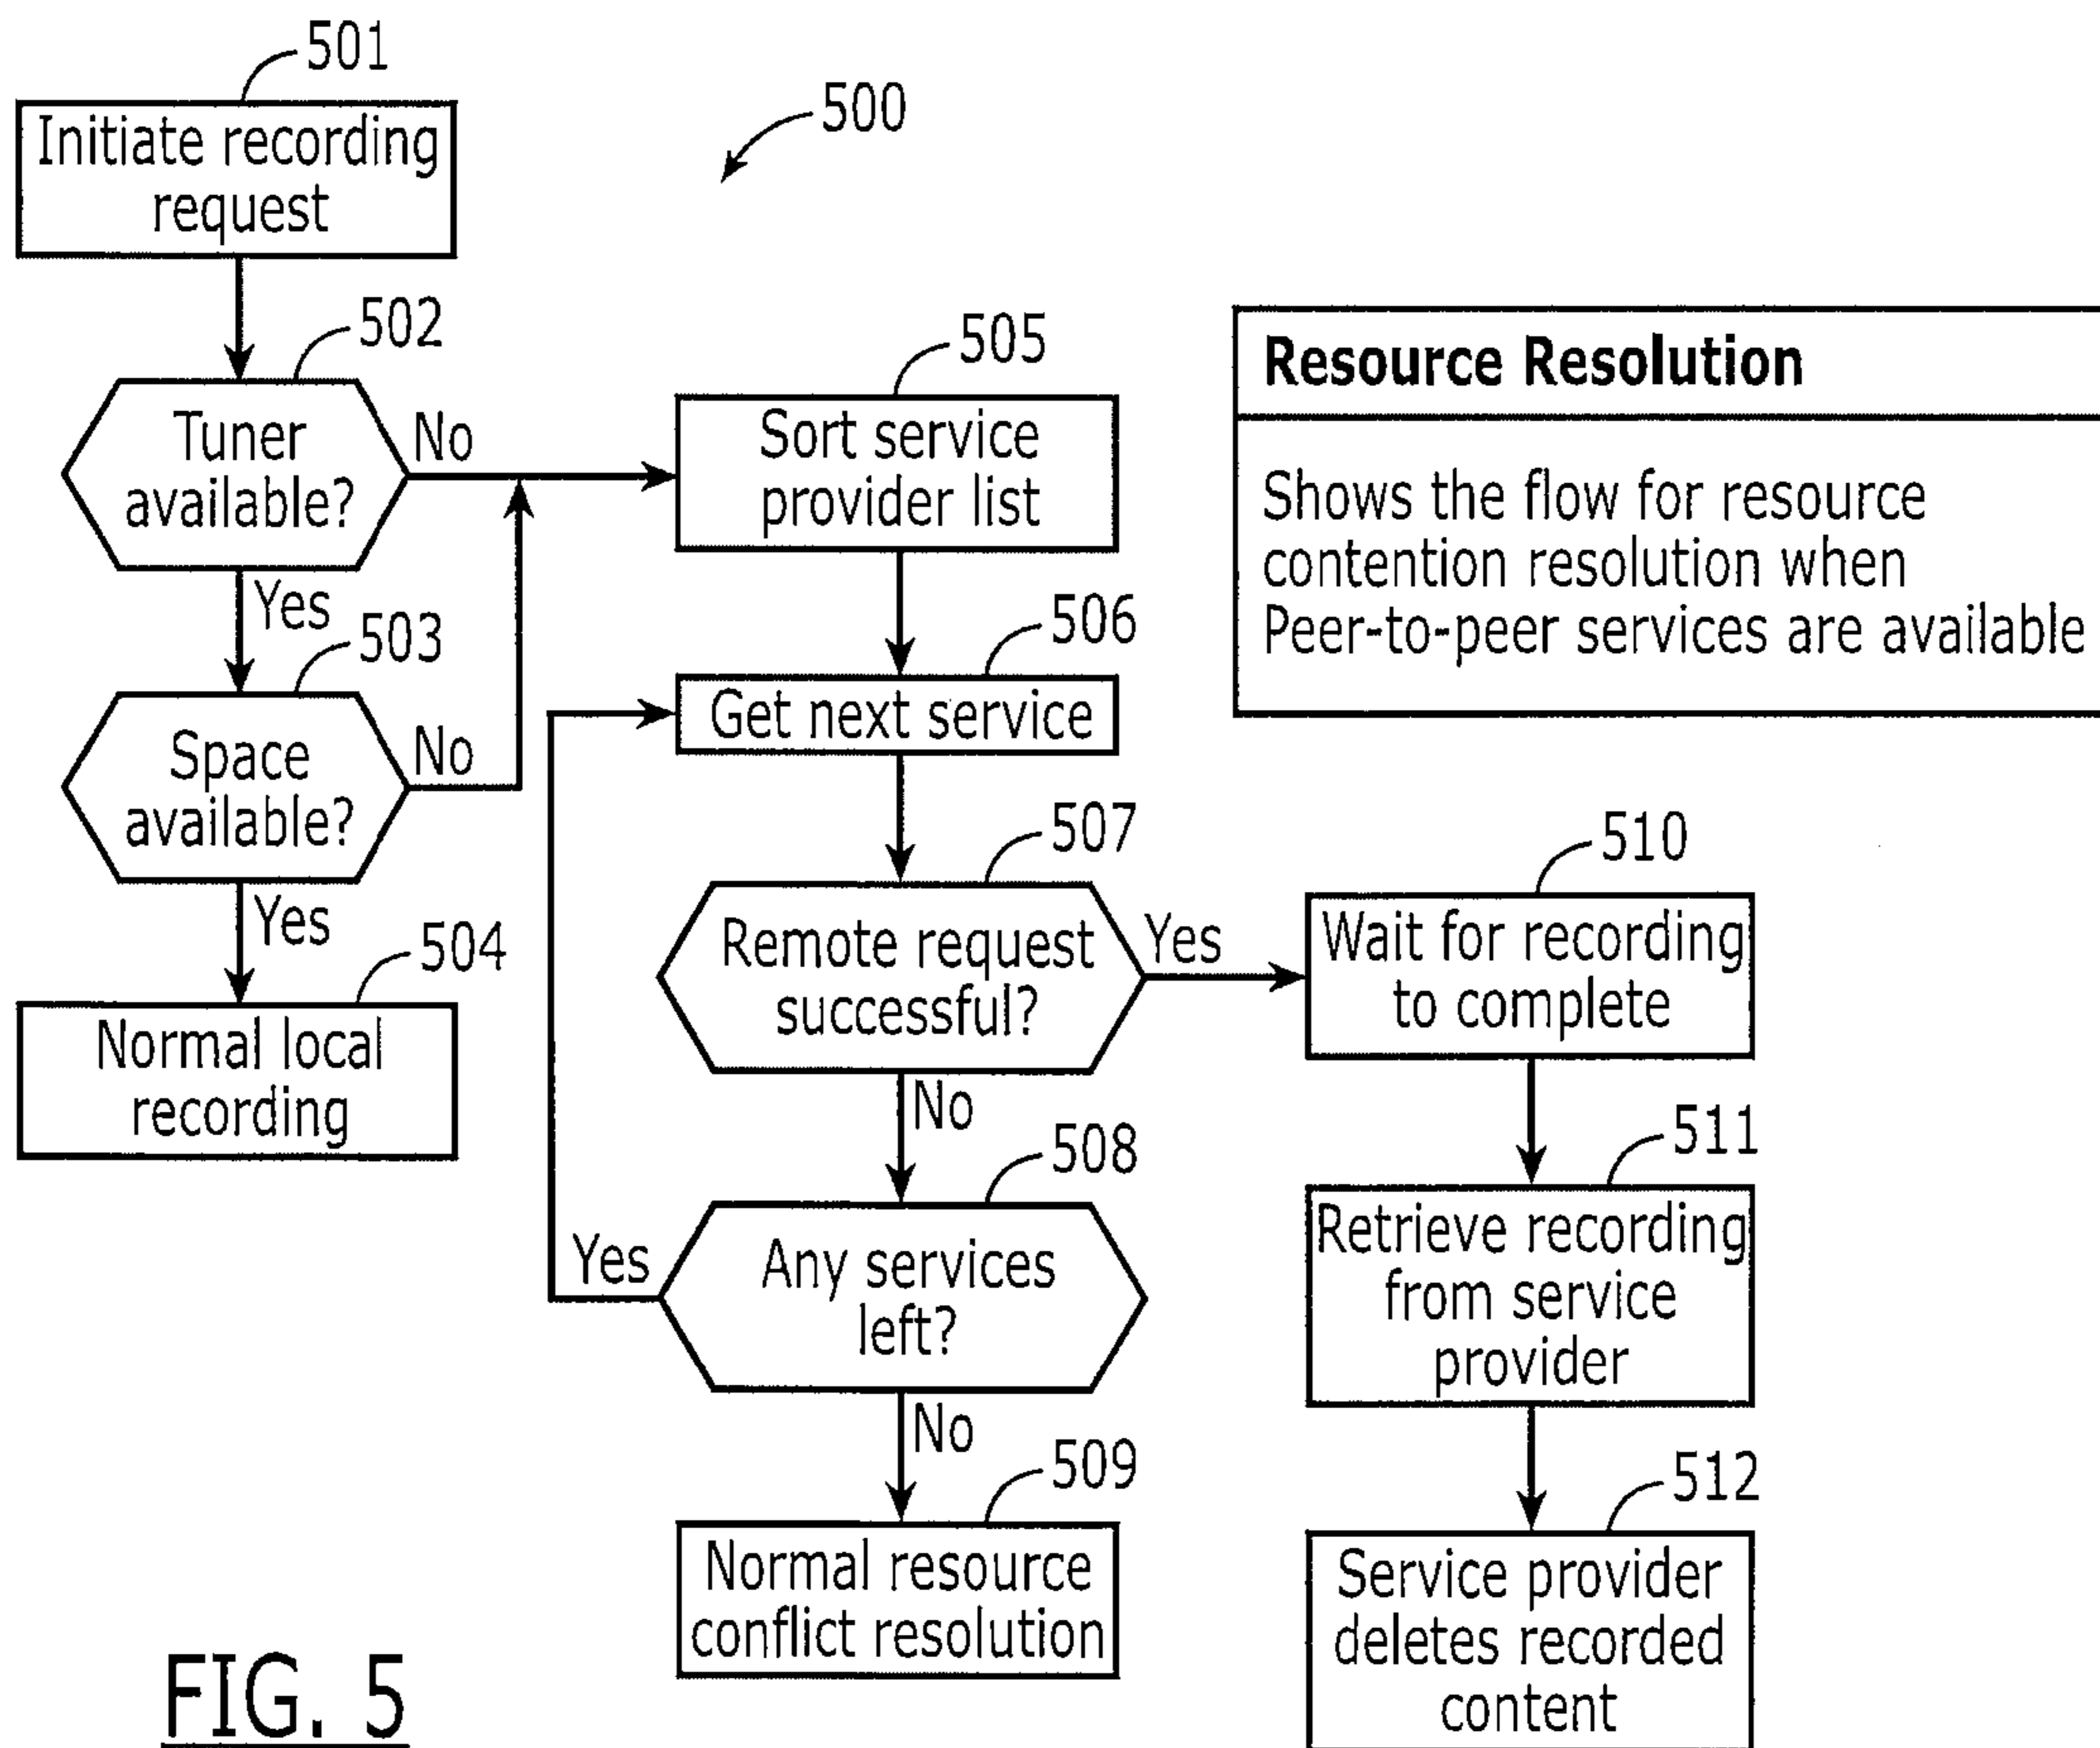 501
Initiate recording
request
500
502
Tuner
available?
No
Yes
503
Space
available?
No
Yes
504
Normal local
recording
505
Sort service
provider list
506
Get next service
507
Remote request
successful?
Yes
No
508
Any services
left?
Yes
No
509
Normal resource
conflict resolution
510
Wait for recording
to complete
511
Retrieve recording
from service
provider
512
Service provider
deletes recorded
content
Resource Resolution
Shows the flow for resource
contention resolution when
Peer-to-peer services are available
FIG. 5